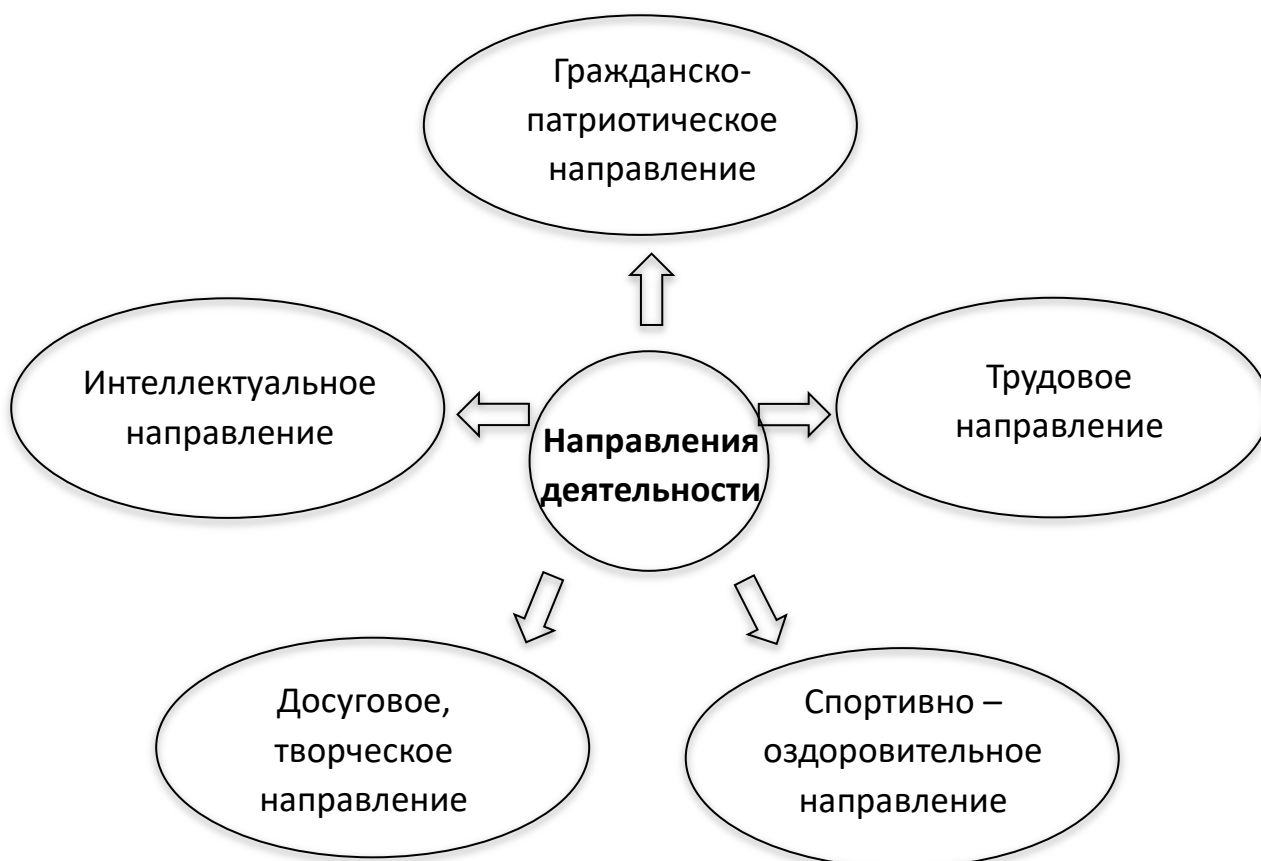 Гражданско-
патриотическое
направление
Интеллектуальное
направление
Направления
деятельности
Трудовое
направление
Досуговое,
творческое
направление
Спортивно –
оздоровительное
направление